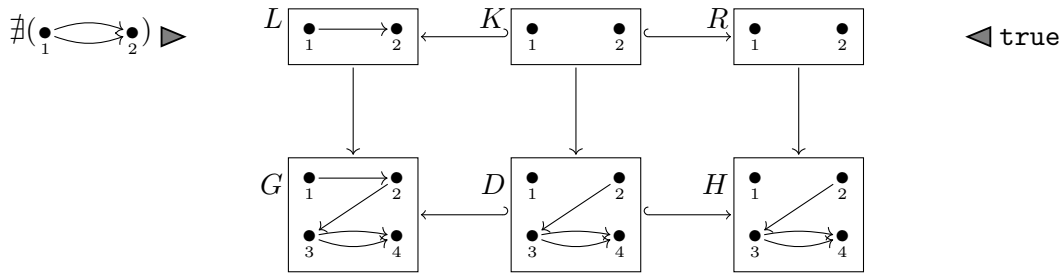 ∄( 1 2 ) L 1 2 K 1 2 R 1 2 true
G 1 2 3 4 D 1 2 3 4 H 1 2 3 4